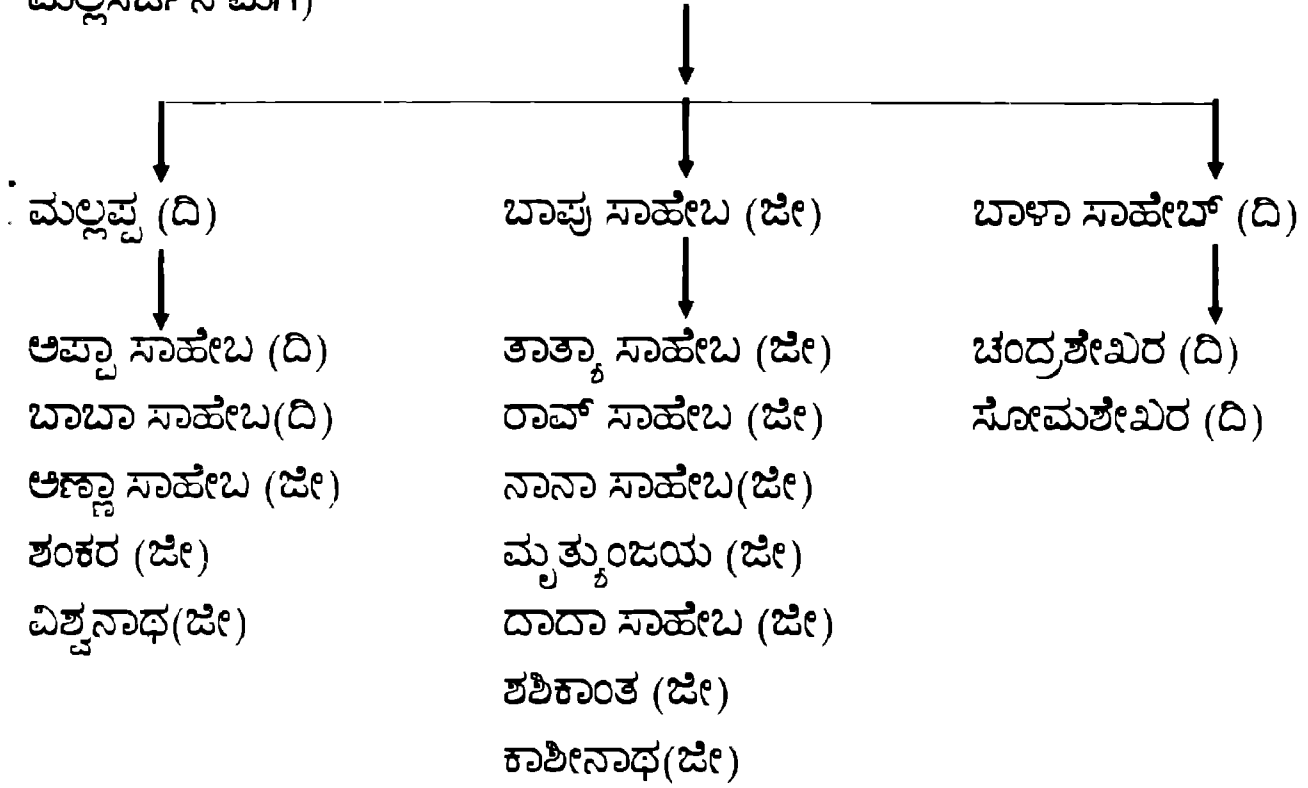 ಮಲ್ಲಪ್ಪ (ದಿ) ಬಾಪು ಸಾಹೇಬ (ಜೀ) ಬಾಳಾ ಸಾಹೇಬ್ (ದಿ)
ಅಪ್ಪಾ ಸಾಹೇಬ (ದಿ) ತಾತ್ಯಾ ಸಾಹೇಬ (ಜೀ) ಚಂದ್ರಶೇಖರ (ದಿ)
ಬಾಬಾ ಸಾಹೇಬ(ದಿ) ರಾವ್ ಸಾಹೇಬ (ಜೀ) ಸೋಮಶೇಖರ (ದಿ)
ಅಣ್ಣಾ ಸಾಹೇಬ (ಜೀ) ನಾನಾ ಸಾಹೇಬ(ಜೀ)
ಶಂಕರ (ಜೀ) ಮೃತ್ಯುಂಜಯ (ಜೀ)
ವಿಶ್ವನಾಥ(ಜೀ) ದಾದಾ ಸಾಹೇಬ (ಜೀ)
ಶಶಿಕಾಂತ (ಜೀ)
ಕಾಶೀನಾಥ(ಜೀ)